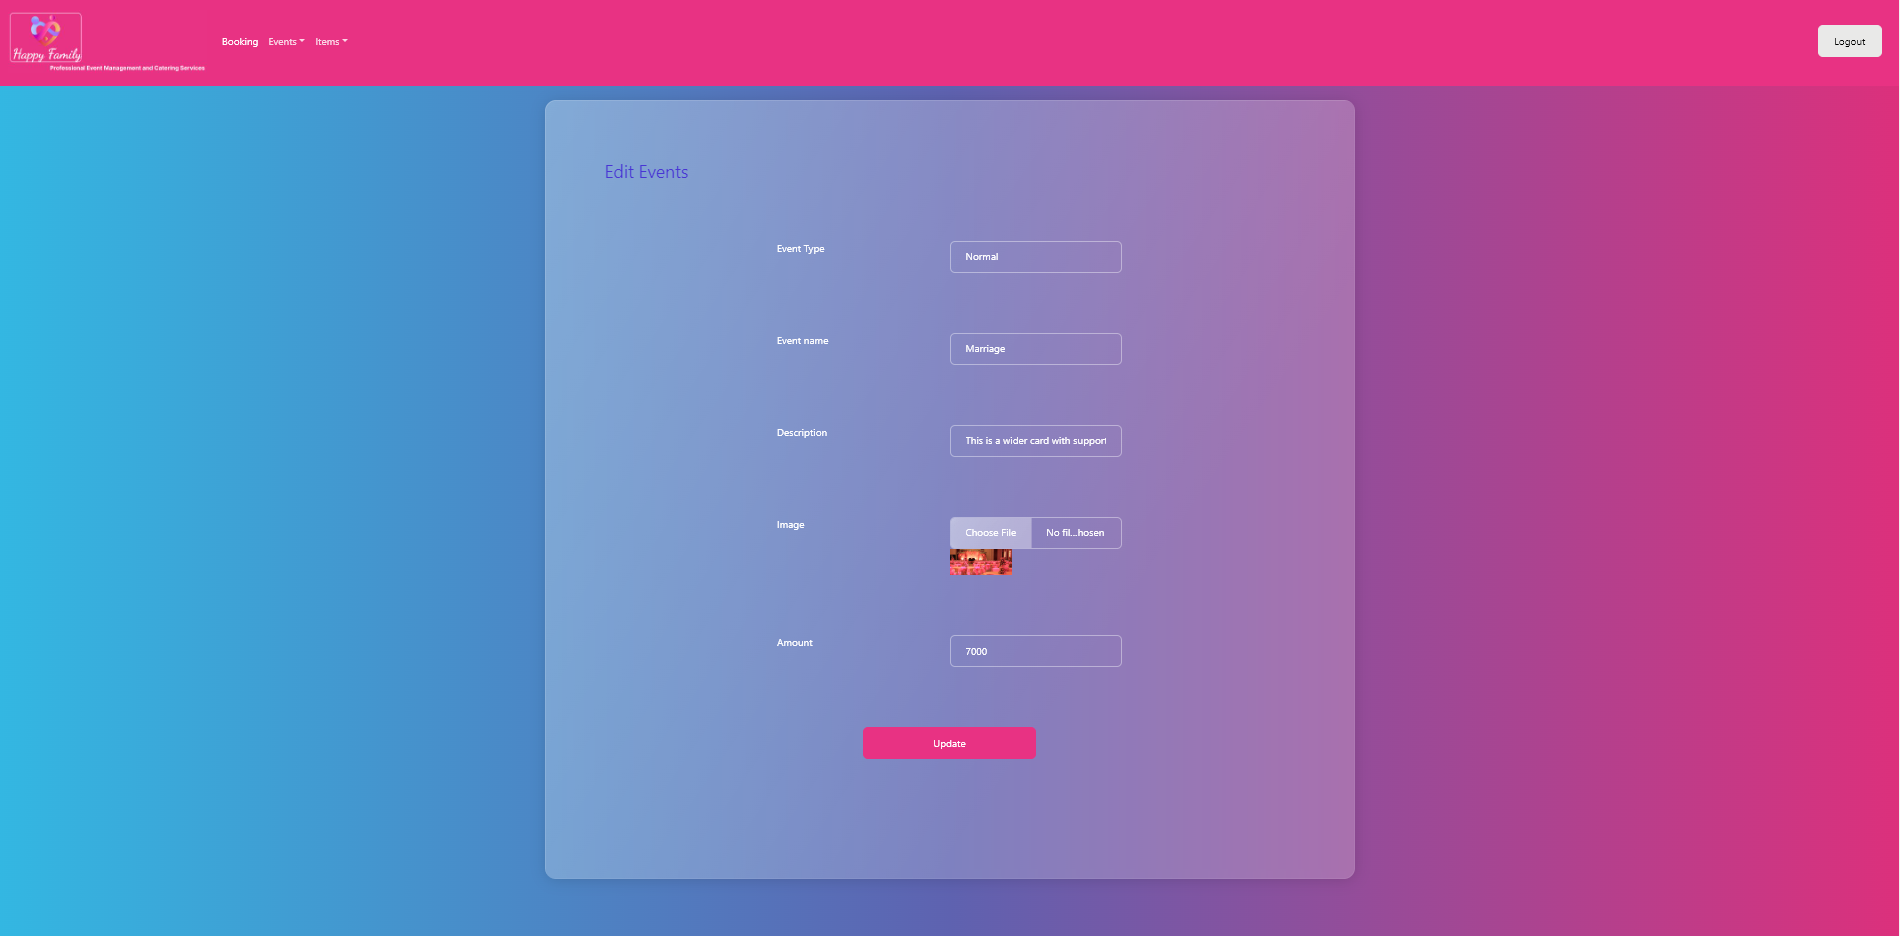 Happy Family
Professional Event Management and Catering Services
Booking Events Items
Logout
Edit Events
Event Type
Normal
Event name
Marriage
Description
This is a wider card with support
Image
Choose File No fil...hosen
Amount
7000
Update